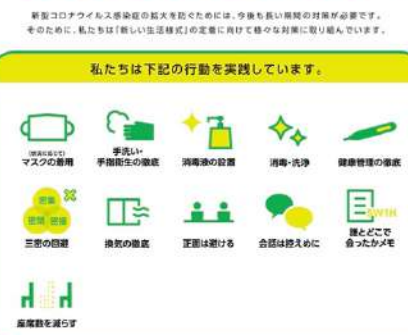 新型コロナウイルス感染症の拡大を防ぐためには、今後も長い期間の対策が必要です。
そのために、私たちは「新しい生活様式」の定着に向けて様々な対策に取り組んでいます。
私たちは下記の行動を実践しています。
(状況に応じて)
マスクの着用
手洗い・
手指衛生の徹底
消毒液の設置
消毒・洗浄
健康管理の徹底
密集
密閉 密接
三密の回避
換気の徹底
正面は避ける
会話は控えめに
5W1H
誰とどこで
会ったかメモ
座席数を減らす